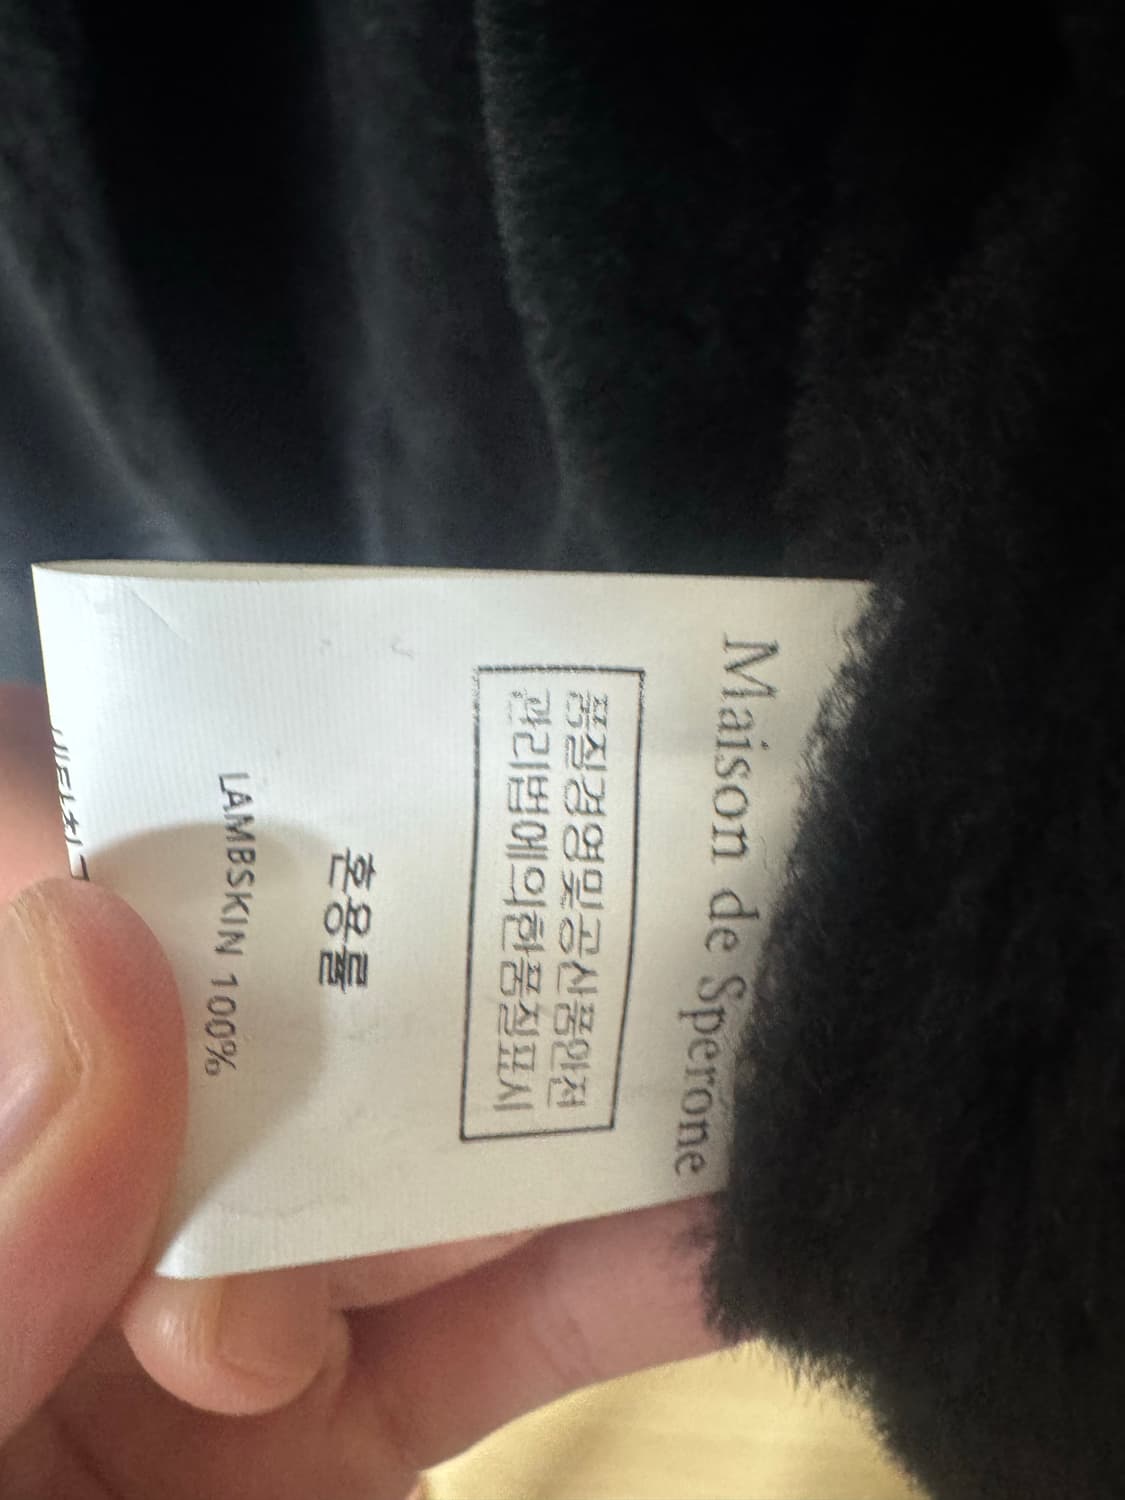 Maison de Sperone
품질경영및공산품안전
관리법에의한품질표시
혼용률
LAMBSKIN 100%